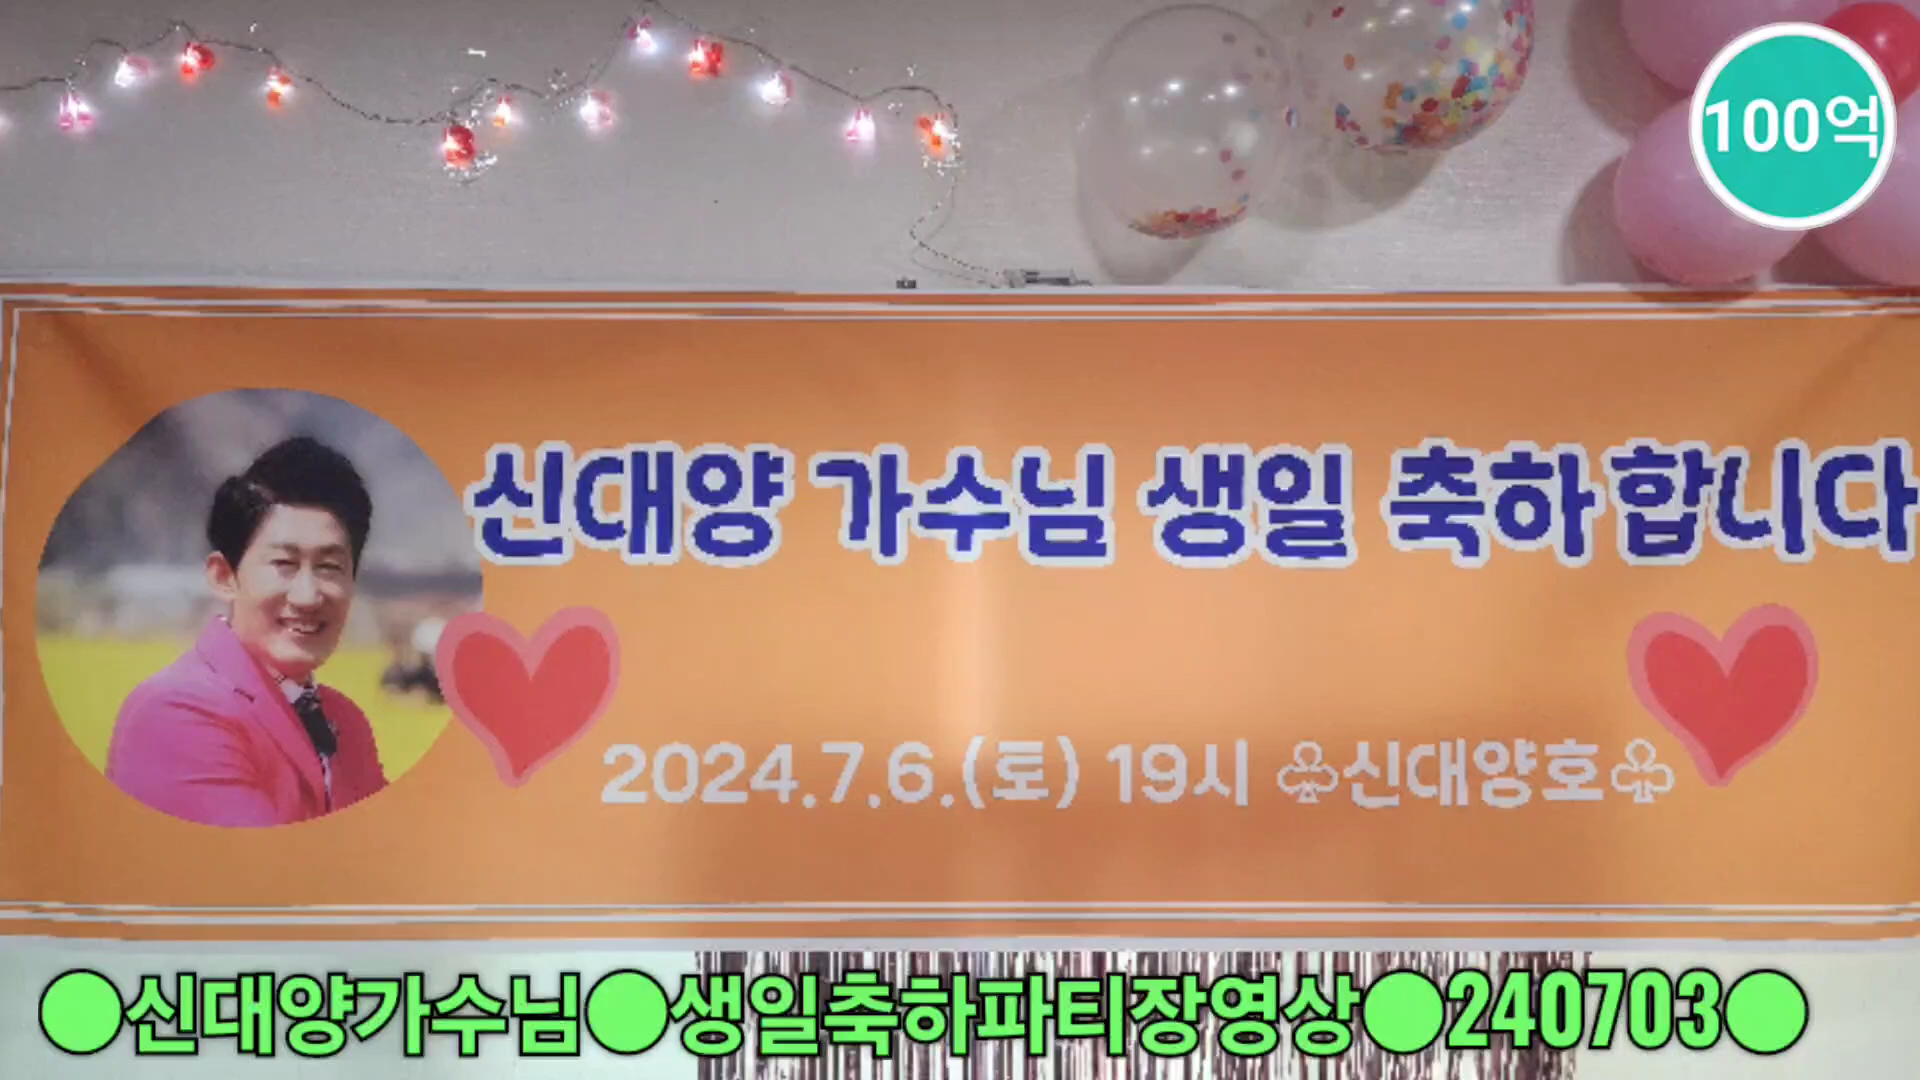 100억
신대양 가수님 생일 축하합니다
2024.7.6.(토) 19시 ♧신대양호♧
●신대양가수님●생일축하파티장영상●240703●